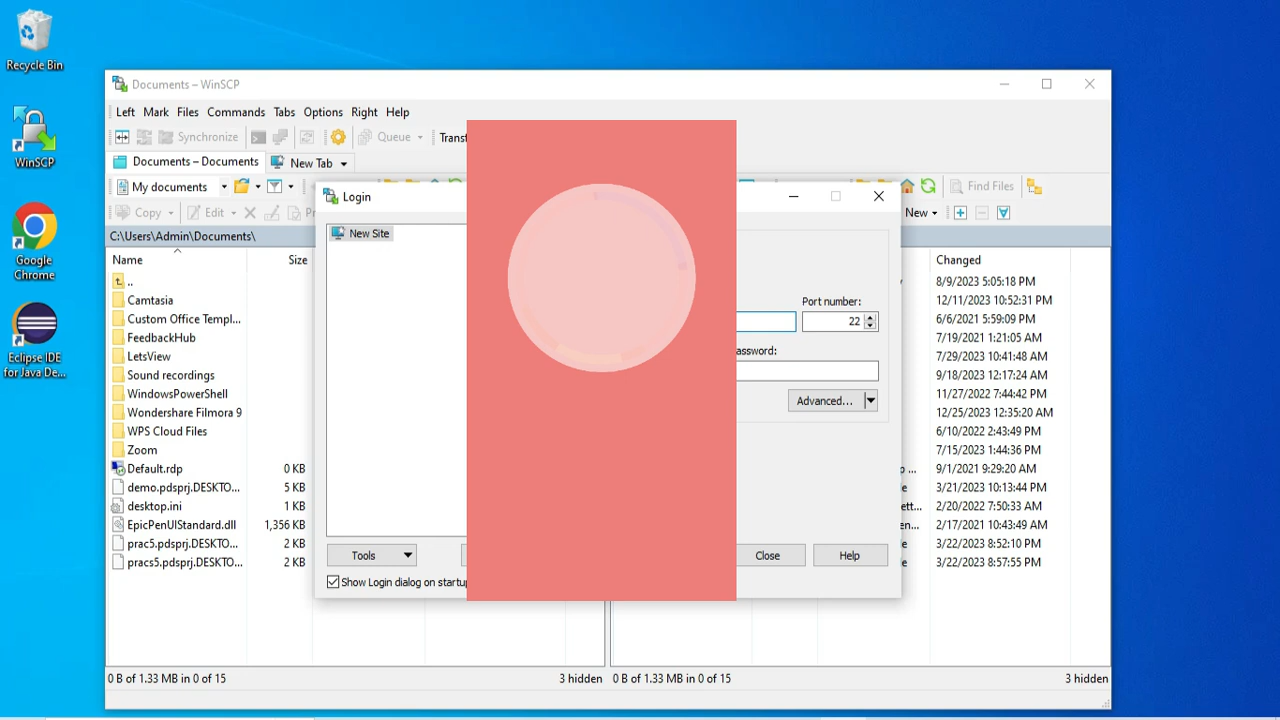 Recycle Bin
WinSCP
Google
Chrome
Eclipse IDE
for Java De...
Documents – WinSCP
Left Mark Files Commands Tabs Options Right Help
Synchronize Queue
Documents – Documents New Tab
My documents Find Files
Copy Edit New
C:\Users\Admin\Documents\
Name Size Changed
.. 8/9/2023 5:05:18 PM
Camtasia 12/11/2023 10:52:31 PM
Custom Office Templ... 6/6/2021 5:59:09 PM
FeedbackHub 7/19/2021 1:21:05 AM
LetsView 7/29/2023 10:41:48 AM
Sound recordings 9/18/2023 12:17:24 AM
WindowsPowerShell 11/27/2022 7:44:42 PM
Wondershare Filmora 9 12/25/2023 12:35:20 AM
WPS Cloud Files 6/10/2022 2:43:49 PM
Zoom 7/15/2023 1:44:36 PM
Default.rdp 0 KB 9/1/2021 9:29:20 AM
demo.pdsprj.DESKTO... 5 KB 3/21/2023 10:13:44 PM
desktop.ini 1 KB 2/20/2022 7:50:33 AM
EpicPenUIStandard.dll 1,356 KB 2/17/2021 10:43:49 AM
prac5.pdsprj.DESKTO... 2 KB 3/22/2023 8:52:10 PM
pracs5.pdsprj.DESKTO... 2 KB 3/22/2023 8:57:55 PM
Login
New Site
Port number:
22
assword:
Advanced...
Tools Close Help
Show Login dialog on startu
0 B of 1.33 MB in 0 of 15 3 hidden 0 B of 1.33 MB in 0 of 15 3 hidden